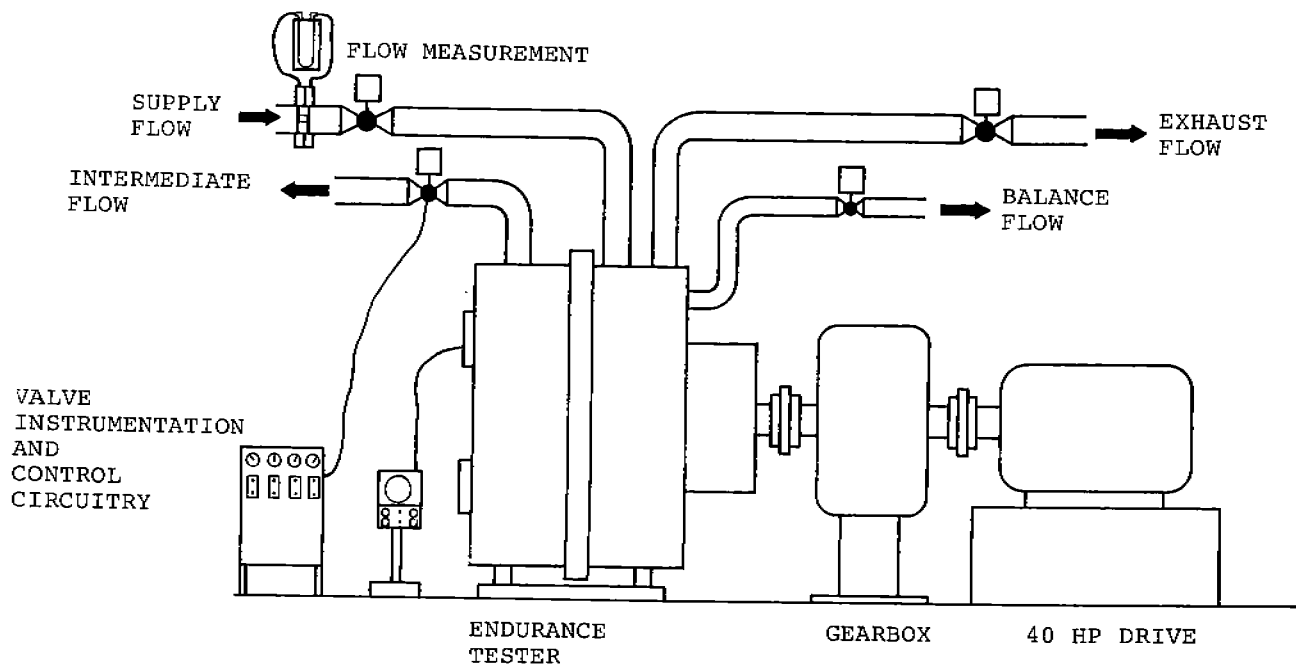 FLOW MEASUREMENT
SUPPLY
FLOW
EXHAUST
FLOW
INTERMEDIATE
FLOW
BALANCE
FLOW
VALVE
INSTRUMENTATION
AND
CONTROL
CIRCUITRY
ENDURANCE
TESTER
GEARBOX
40 HP DRIVE